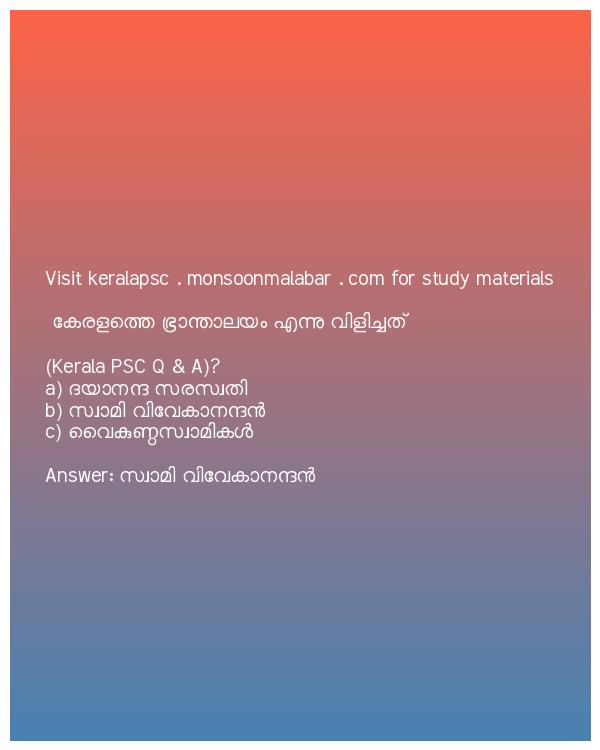 Visit keralapsc . monsoonmalabar . com for study materials
കേരളത്തെ ഭ്രാന്താലയം എന്നു വിളിച്ചത്
(Kerala PSC Q & A)?
a) ദയാനന്ദ സരസ്വതി
b) സ്വാമി വിവേകാനന്ദൻ
c) വൈകുണ്ഠസ്വാമികൾ
Answer: സ്വാമി വിവേകാനന്ദൻ